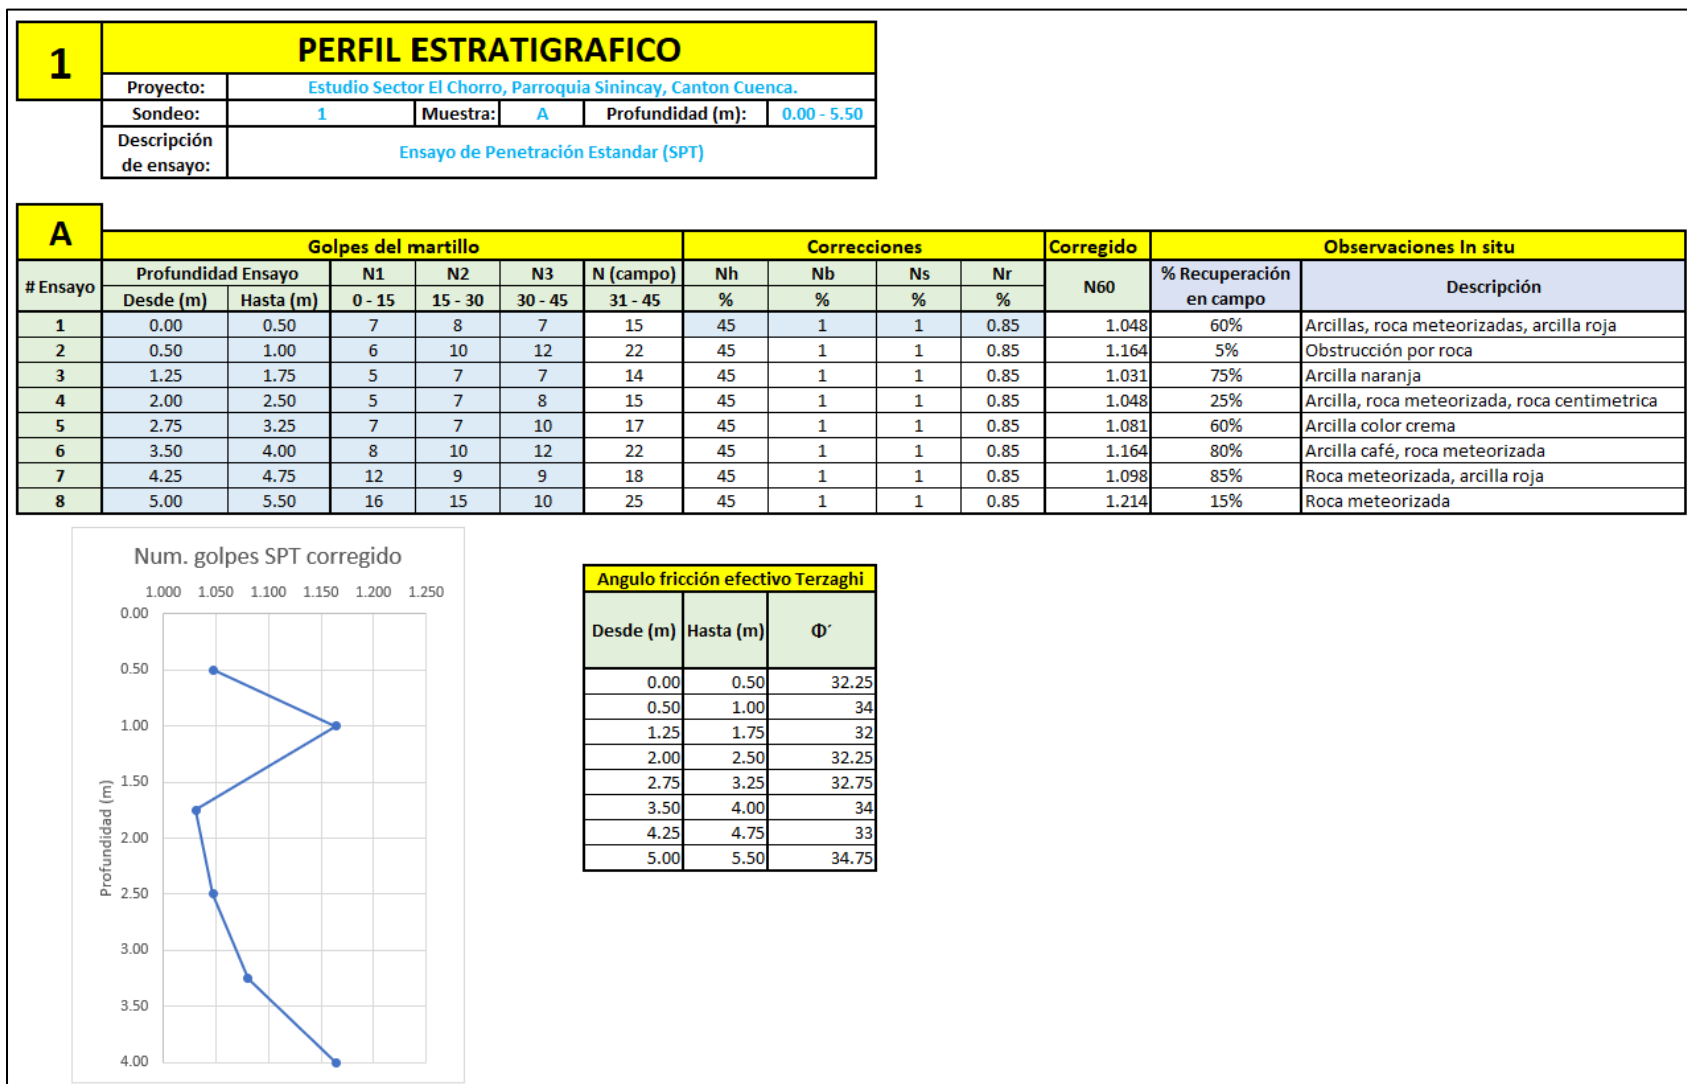 1
PERFIL ESTRATIGRAFICO
Proyecto: Estudio Sector El Chorro, Parroquia Sinincay, Canton Cuenca.
Sondeo: 1 Muestra: A Profundidad (m): 0.00 - 5.50
Descripción de ensayo: Ensayo de Penetración Estandar (SPT)
A
Golpes del martillo Correcciones Corregido Observaciones In situ
# Ensayo Profundidad Ensayo N1 N2 N3 N (campo) Nh Nb Ns Nr N60 % Recuperación en campo Descripción
Desde (m) Hasta (m) 0 - 15 15 - 30 30 - 45 31 - 45 % % % %
1 0.00 0.50 7 8 7 15 45 1 1 0.85 1.048 60% Arcillas, roca meteorizadas, arcilla roja
2 0.50 1.00 6 10 12 22 45 1 1 0.85 1.164 5% Obstrucción por roca
3 1.25 1.75 5 7 7 14 45 1 1 0.85 1.031 75% Arcilla naranja
4 2.00 2.50 5 7 8 15 45 1 1 0.85 1.048 25% Arcilla, roca meteorizada, roca centimetrica
5 2.75 3.25 7 7 10 17 45 1 1 0.85 1.081 60% Arcilla color crema
6 3.50 4.00 8 10 12 22 45 1 1 0.85 1.164 80% Arcilla café, roca meteorizada
7 4.25 4.75 12 9 9 18 45 1 1 0.85 1.098 85% Roca meteorizada, arcilla roja
8 5.00 5.50 16 15 10 25 45 1 1 0.85 1.214 15% Roca meteorizada
Num. golpes SPT corregido
1.000 1.050 1.100 1.150 1.200 1.250
0.00
0.50
1.00
1.50
2.00
2.50
3.00
3.50
4.00
Profundidad (m)
Angulo fricción efectivo Terzaghi
Desde (m) Hasta (m) Φ´
0.00 0.50 32.25
0.50 1.00 34
1.25 1.75 32
2.00 2.50 32.25
2.75 3.25 32.75
3.50 4.00 34
4.25 4.75 33
5.00 5.50 34.75